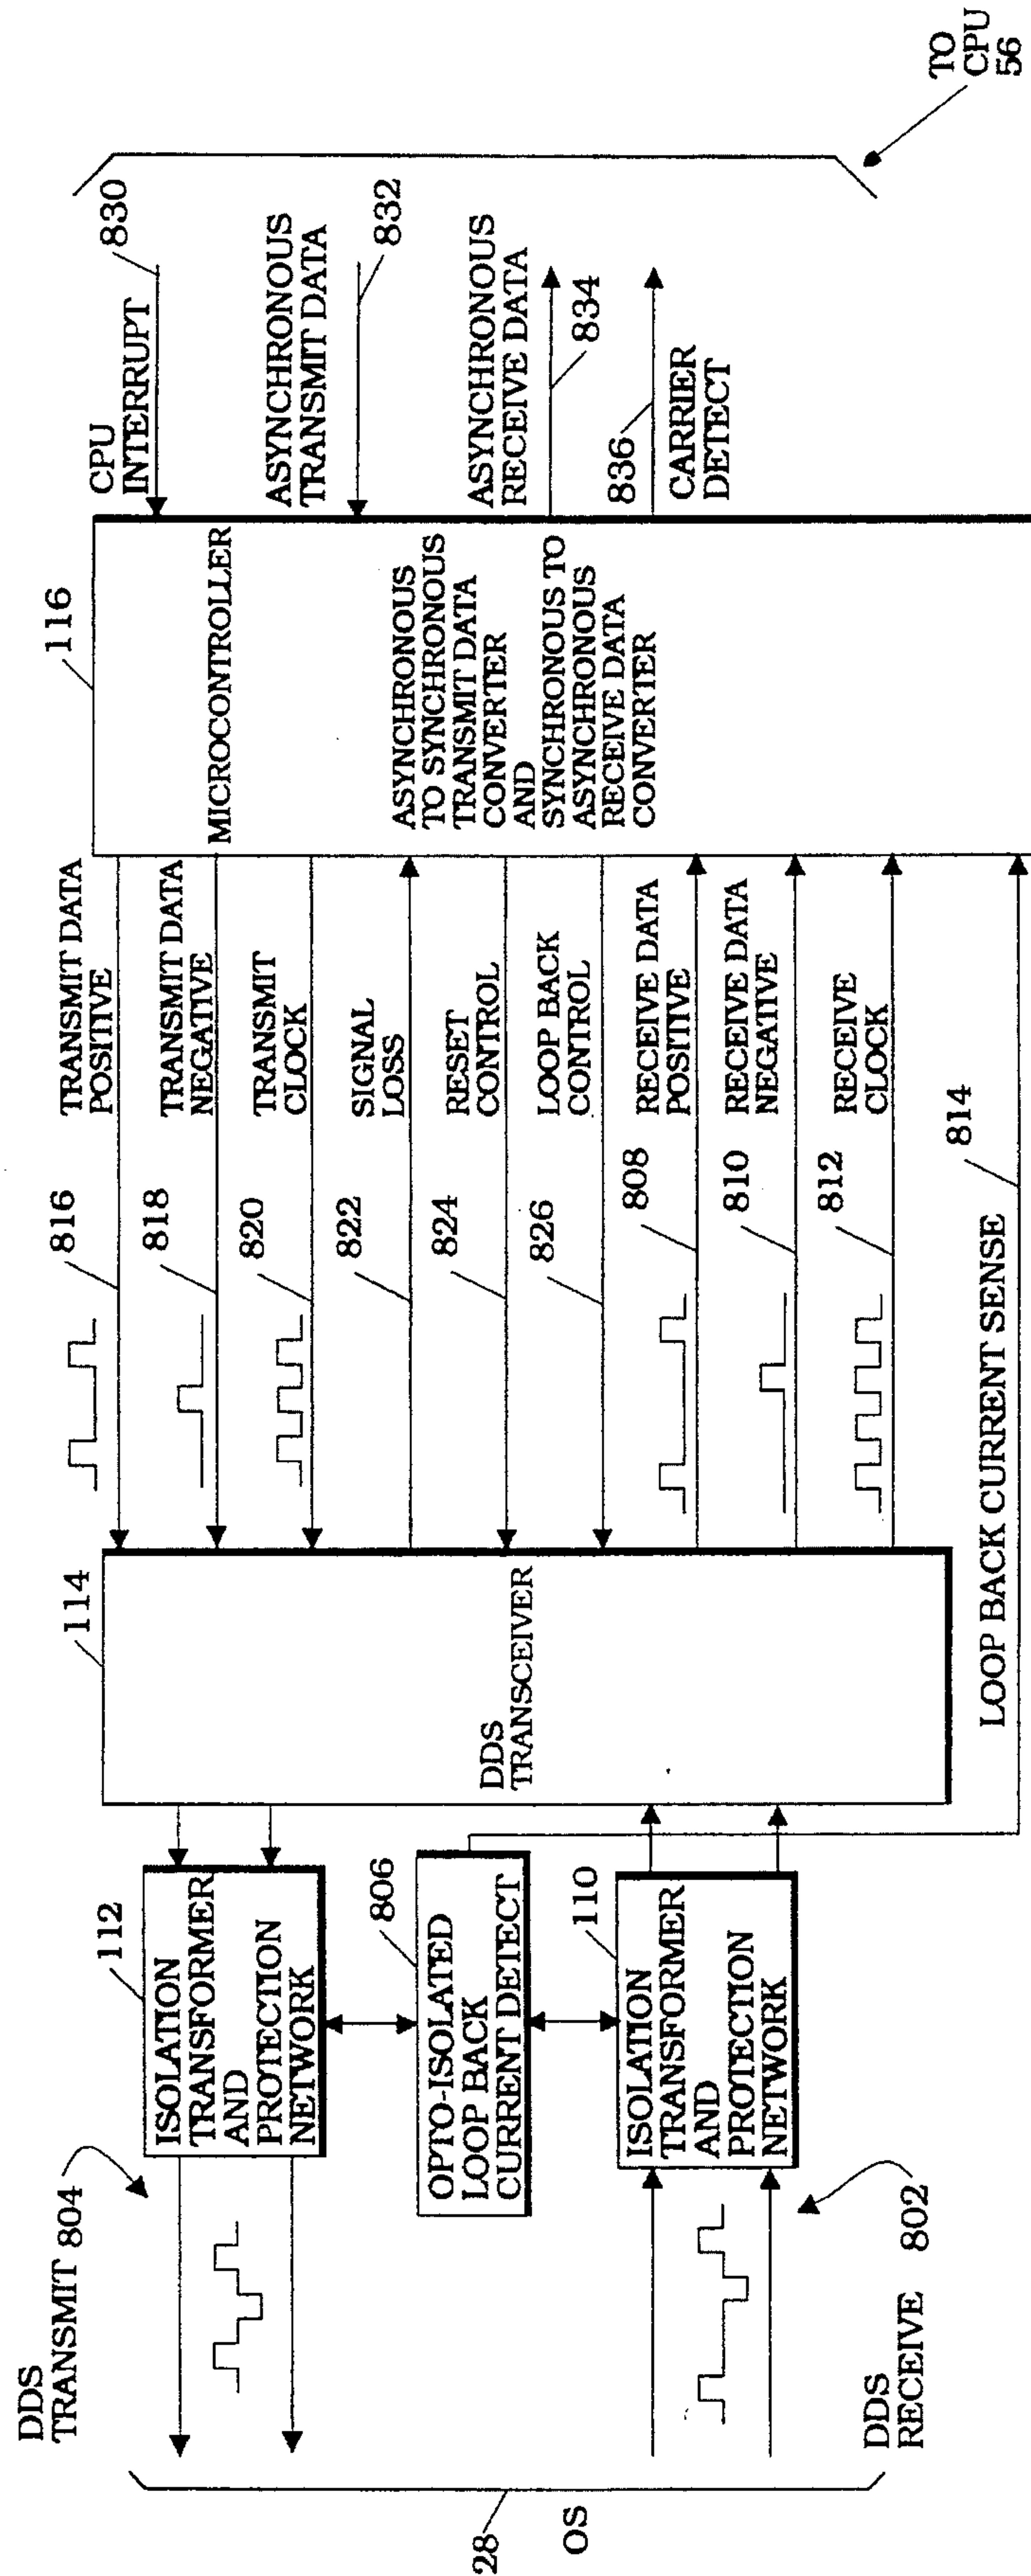 DDS
TRANSMIT 804
112
ISOLATION
TRANSFORMER
AND
PROTECTION
NETWORK
806
OPTO-ISOLATED
LOOP BACK
CURRENT DETECT
110
ISOLATION
TRANSFORMER
AND
PROTECTION
NETWORK
28
OS
DDS
RECEIVE 802
114
DDS
TRANSCEIVER
816
TRANSMIT DATA
POSITIVE
818
TRANSMIT DATA
NEGATIVE
820
TRANSMIT
CLOCK
822
SIGNAL
LOSS
824
RESET
CONTROL
826
LOOP BACK
CONTROL
808
RECEIVE DATA
POSITIVE
810
RECEIVE DATA
NEGATIVE
812
RECEIVE
CLOCK
LOOP BACK CURRENT SENSE
814
116
MICROCONTROLLER
ASYNCHRONOUS
TO SYNCHRONOUS
TRANSMIT DATA
CONVERTER
AND
SYNCHRONOUS TO
ASYNCHRONOUS
RECEIVE DATA
CONVERTER
CPU
INTERRUPT
830
ASYNCHRONOUS
TRANSMIT DATA
832
ASYNCHRONOUS
RECEIVE DATA
834
836
CARRIER
DETECT
TO
CPU
56